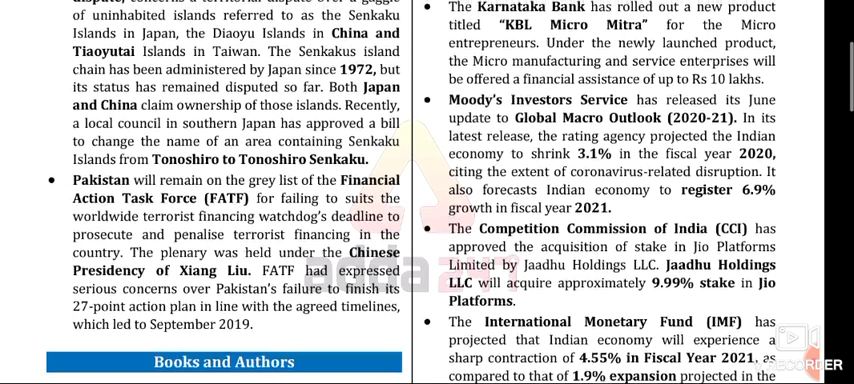 dispute, concerns a territorial dispute over a gaggle
of uninhabited islands referred to as the Senkaku
Islands in Japan, the Diaoyu Islands in China and
Tiaoyutai Islands in Taiwan. The Senkakus island
chain has been administered by Japan since 1972, but
its status has remained disputed so far. Both Japan
and China claim ownership of those islands. Recently,
a local council in southern Japan has approved a bill
to change the name of an area containing Senkaku
Islands from Tonoshiro to Tonoshiro Senkaku.
• Pakistan will remain on the grey list of the Financial
Action Task Force (FATF) for failing to suits the
worldwide terrorist financing watchdog's deadline to
prosecute and penalise terrorist financing in the
country. The plenary was held under the Chinese
Presidency of Xiang Liu. FATF had expressed
serious concerns over Pakistan's failure to finish its
27-point action plan in line with the agreed timelines,
which led to September 2019.
Books and Authors
• The Karnataka Bank has rolled out a new product
titled "KBL Micro Mitra" for the Micro
entrepreneurs. Under the newly launched product,
the Micro manufacturing and service enterprises will
be offered a financial assistance of up to Rs 10 lakhs.
• Moody's Investors Service has released its June
update to Global Macro Outlook (2020-21). In its
latest release, the rating agency projected the Indian
economy to shrink 3.1% in the fiscal year 2020,
citing the extent of coronavirus-related disruption. It
also forecasts Indian economy to register 6.9%
growth in fiscal year 2021.
• The Competition Commission of India (CCI) has
approved the acquisition of stake in Jio Platforms
Limited by Jaadhu Holdings LLC. Jaadhu Holdings
LLC will acquire approximately 9.99% stake in Jio
Platforms.
• The International Monetary Fund (IMF) has
projected that Indian economy will experience a
sharp contraction of 4.55% in Fiscal Year 2021, as
compared to that of 1.9% expansion projected in the
adda 247
RECORDER